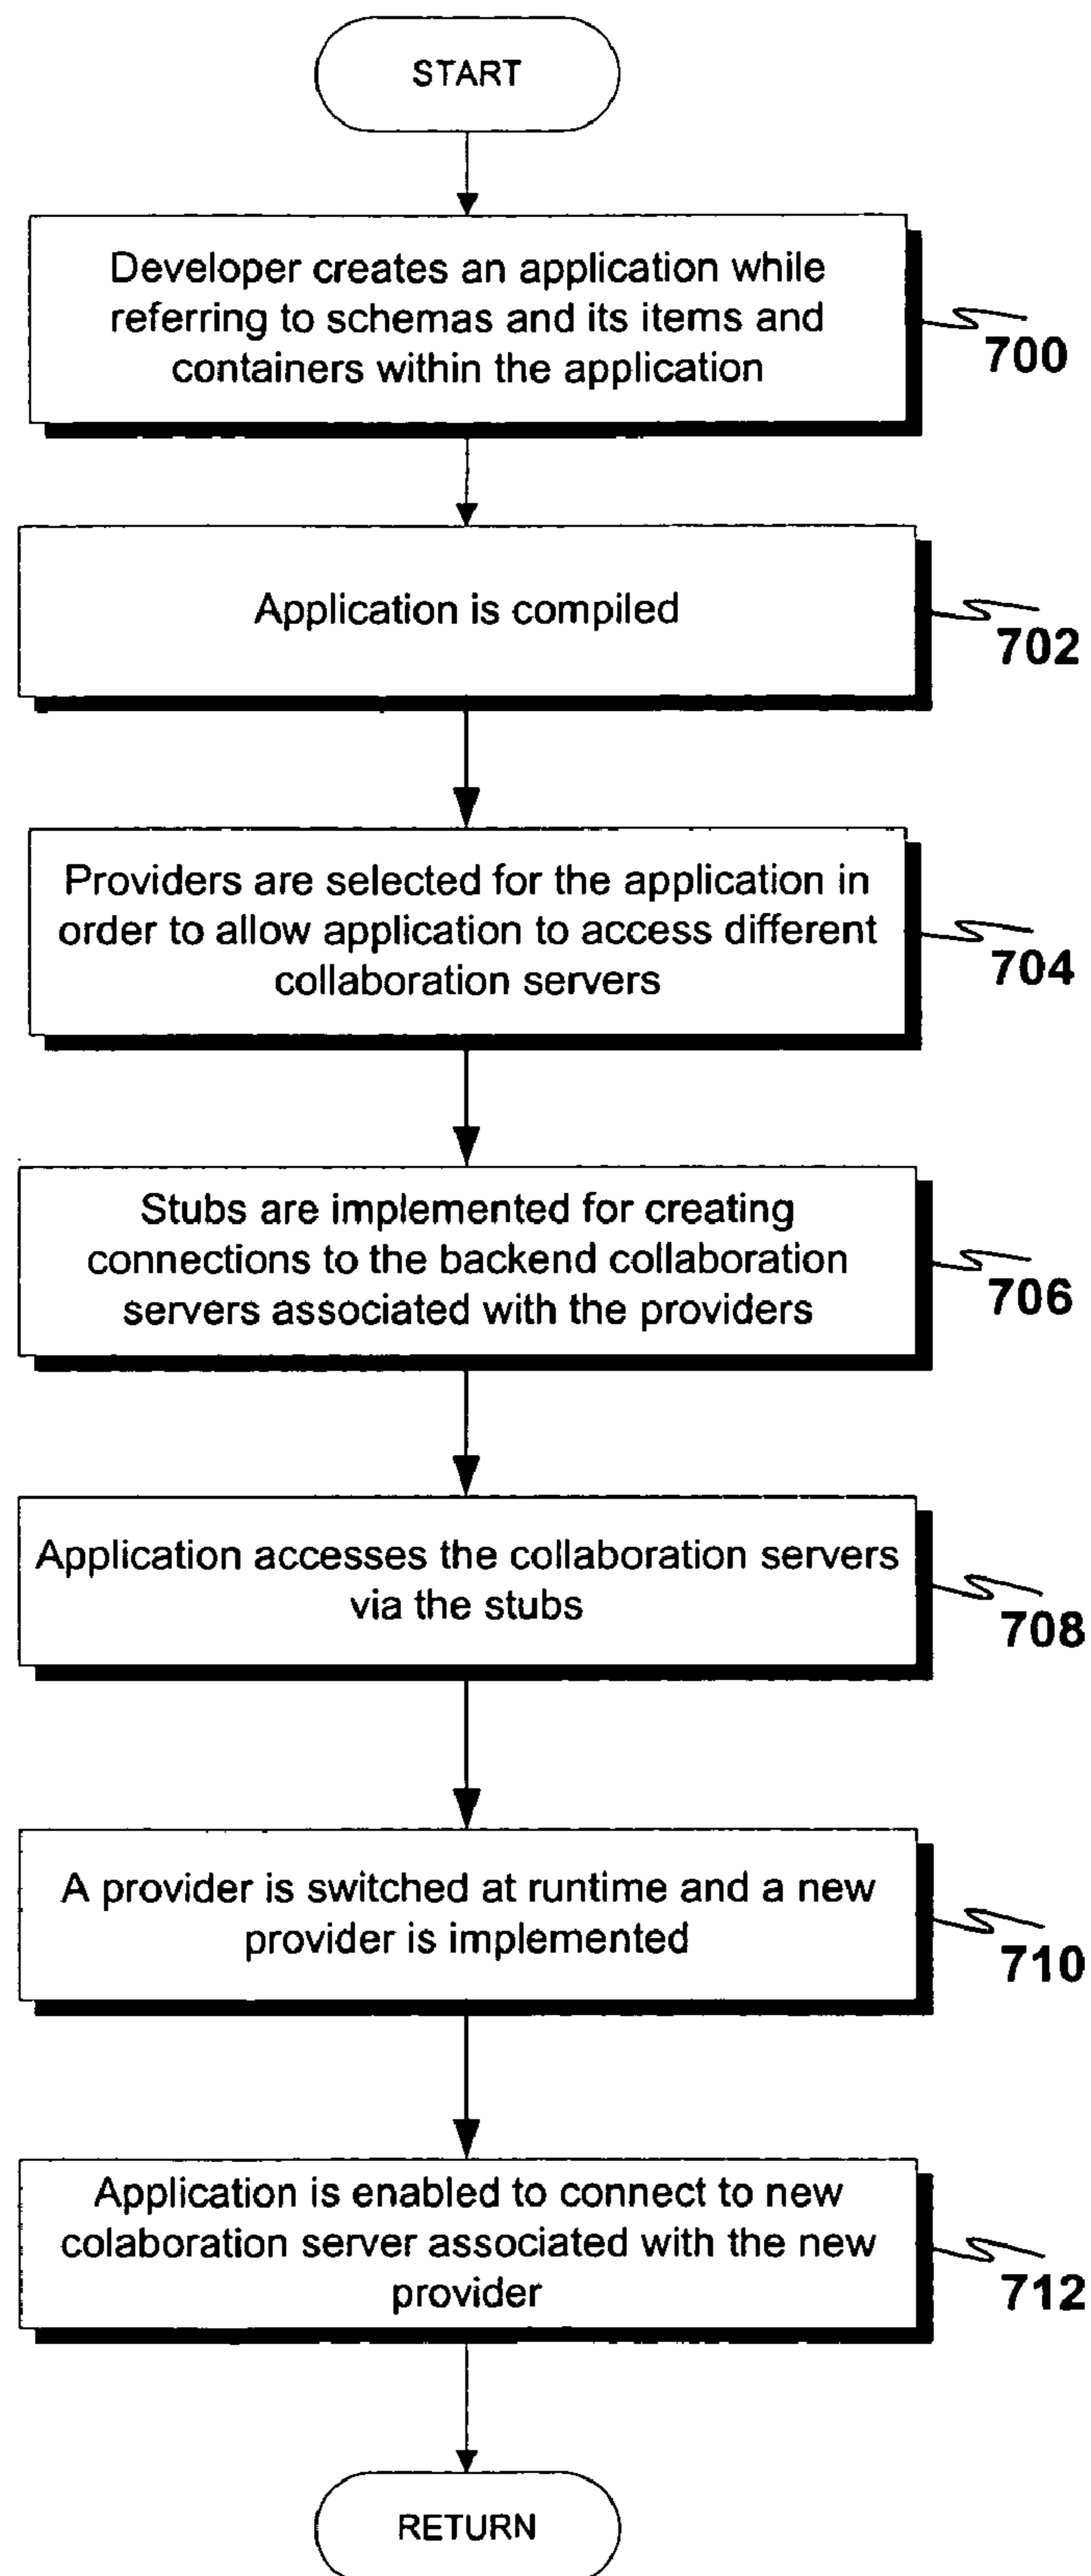 START
Developer creates an application while
referring to schemas and its items and
containers within the application
700
Application is compiled
702
Providers are selected for the application in
order to allow application to access different
collaboration servers
704
Stubs are implemented for creating
connections to the backend collaboration
servers associated with the providers
706
Application accesses the collaboration servers
via the stubs
708
A provider is switched at runtime and a new
provider is implemented
710
Application is enabled to connect to new
colaboration server associated with the new
provider
712
RETURN